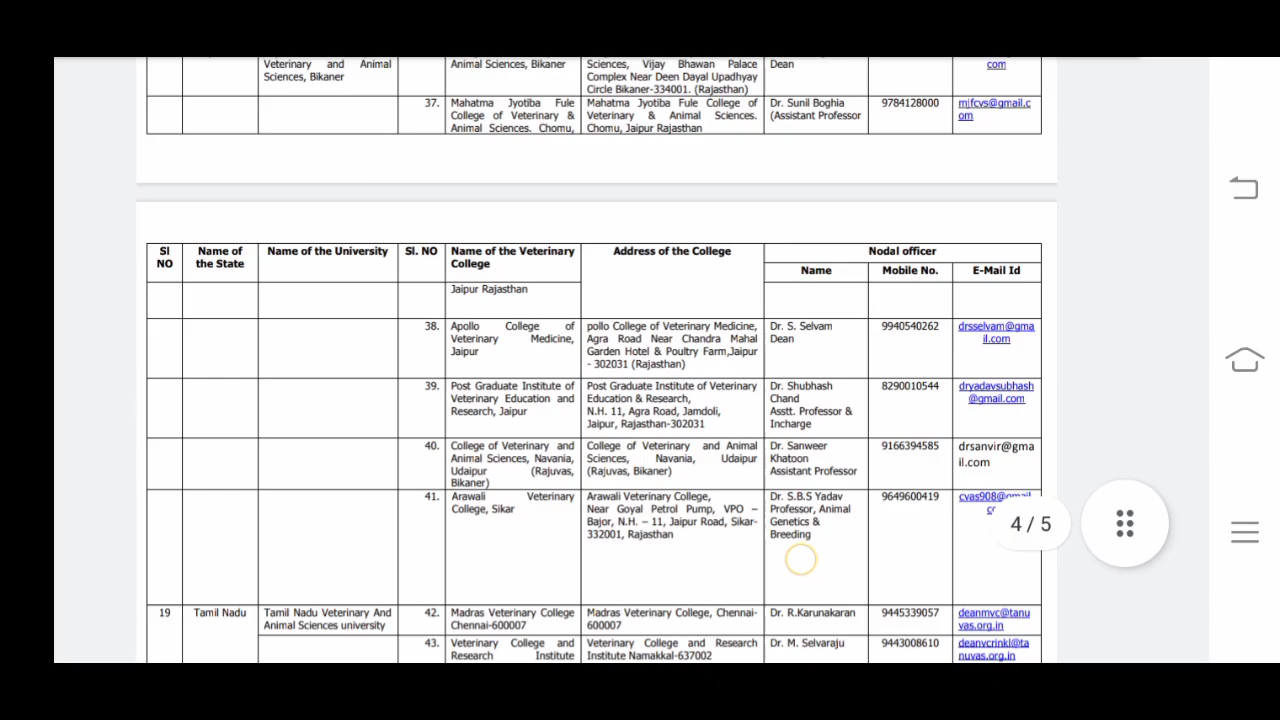 Veterinary and Animal
Sciences, Bikaner
Animal Sciences, Bikaner
Sciences, Vijay Bhawan Palace
Complex Near Deen Dayal Upadhyay
Circle Bikaner-334001. (Rajasthan)
Dean
com
37.
Mahatma Jyotiba Fule
College of Veterinary &
Animal Sciences. Chomu,
Mahatma Jyotiba Fule College of
Veterinary & Animal Sciences.
Chomu, Jaipur Rajasthan
Dr. Sunil Boghia
(Assistant Professor
9784128000
mjfcvs@gmail.c
om
Sl
NO
Name of
the State
Name of the University
Sl. NO
Name of the Veterinary
College
Address of the College
Nodal officer
Name
Mobile No.
E-Mail Id
Jaipur Rajasthan
38.
Apollo College of
Veterinary Medicine,
Jaipur
pollo College of Veterinary Medicine,
Agra Road Near Chandra Mahal
Garden Hotel & Poultry Farm,Jaipur
- 302031 (Rajasthan)
Dr. S. Selvam
Dean
9940540262
drsselvam@gma
il.com
39.
Post Graduate Institute of
Veterinary Education and
Research, Jaipur
Post Graduate Institute of Veterinary
Education & Research,
N.H. 11, Agra Road, Jamdoli,
Jaipur, Rajasthan-302031
Dr. Shubhash
Chand
Asstt. Professor &
Incharge
8290010544
dryadavsubhash
@gmail.com
40.
College of Veterinary and
Animal Sciences, Navania,
Udaipur (Rajuvas,
Bikaner)
College of Veterinary and Animal
Sciences, Navania, Udaipur
(Rajuvas, Bikaner)
Dr. Sanweer
Khatoon
Assistant Professor
9166394585
drsanvir@gma
il.com
41.
Arawali Veterinary
College, Sikar
Arawali Veterinary College,
Near Goyal Petrol Pump, VPO –
Bajor, N.H. – 11, Jaipur Road, Sikar-
332001, Rajasthan
Dr. S.B.S Yadav
Professor, Animal
Genetics &
Breeding
9649600419
cvas908@gmail.
4 / 5
19
Tamil Nadu
Tamil Nadu Veterinary And
Animal Sciences university
42.
Madras Veterinary College
Chennai-600007
Madras Veterinary College, Chennai-
600007
Dr. R.Karunakaran
9445339057
deanmvc@tanu
vas.org.in
43.
Veterinary College and
Research Institute
Veterinary College and Research
Institute Namakkal-637002
Dr. M. Selvaraju
9443008610
deanvcrinkl@ta
nuvas.org.in